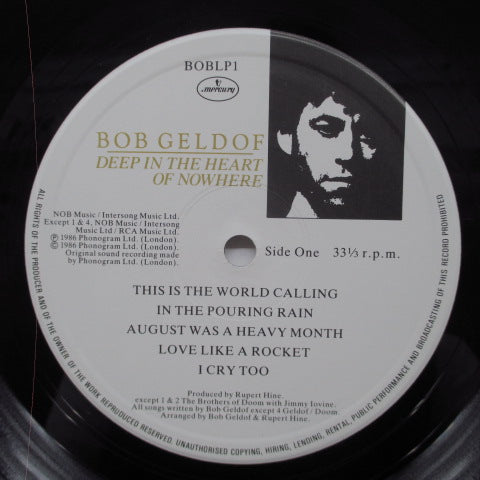 BOBLP1
mercury
BOB GELDOF
DEEP IN THE HEART
OF NOWHERE
NOB Music / Intersong Music Ltd.
Except 1 & 4, NOB Music / Intersong
Music Ltd / RCA Music Ltd.
℗ 1986 Phonogram Ltd. (London).
© 1986 Phonogram Ltd. (London).
Original sound recording made
by Phonogram Ltd. (London).
Side One 33⅓ r.p.m.
THIS IS THE WORLD CALLING
IN THE POURING RAIN
AUGUST WAS A HEAVY MONTH
LOVE LIKE A ROCKET
I CRY TOO
Produced by Rupert Hine.
except 1 & 2 The Brothers of Doom with Jimmy Iovine.
All songs written by Bob Geldof except 4 Geldof / Doom
Arranged by Bob Geldof & Rupert Hine.
ALL RIGHTS OF THE PRODUCER AND OF THE OWNER OF THE WORK REPRODUCED RESERVED. UNAUTHORISED COPYING, HIRING, LENDING, RENTAL, PUBLIC PERFORMANCE AND BROADCASTING OF THIS RECORD PROHIBITED